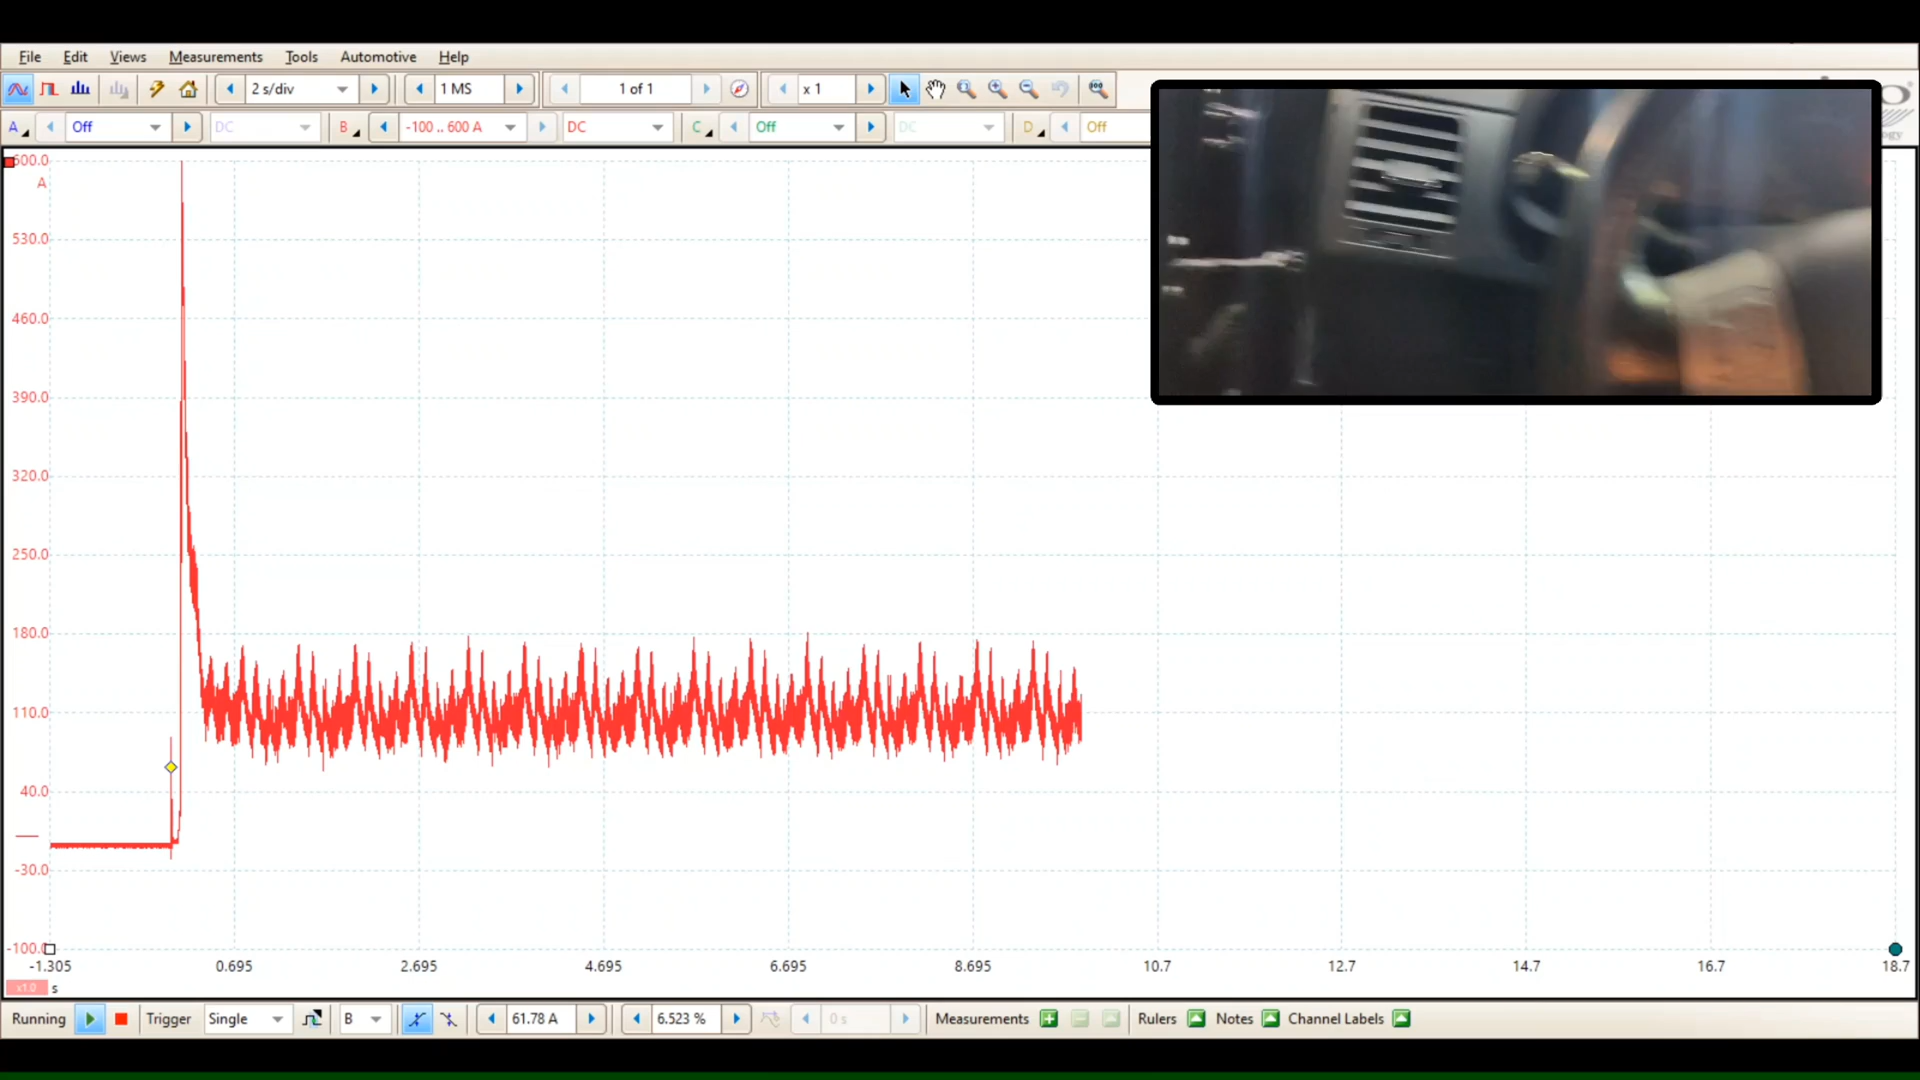 File Edit Views Measurements Tools Automotive Help
2 s/div 1 MS 1 of 1 x 1
A Off DC B -100 .. 600 A DC C Off DC D Off
600.0
A
530.0
460.0
390.0
320.0
250.0
180.0
110.0
40.0
-30.0
-100.0
-1.305 0.695 2.695 4.695 6.695 8.695 10.7 12.7 14.7 16.7 18.7
x1.0 s
Running Trigger Single B 61.78 A 6.523 % 0 s Measurements Rulers Notes Channel Labels